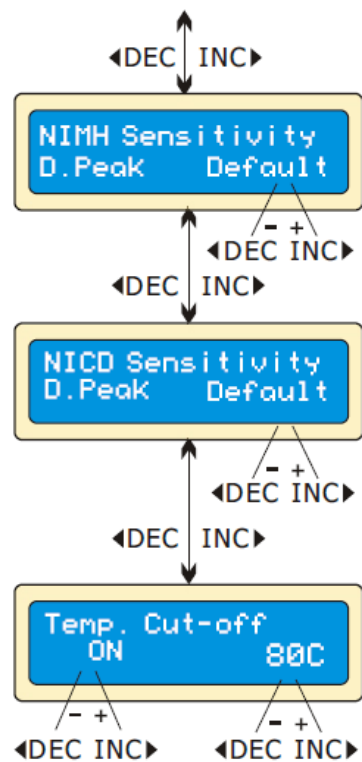 ◀DEC INC▶
NIMH Sensitivity
D.Peak Default
- +
◀DEC INC▶
◀DEC INC▶
NICD Sensitivity
D.Peak Default
- +
◀DEC INC▶
◀DEC INC▶
Temp. Cut-off
ON 80C
- + - +
◀DEC INC▶ ◀DEC INC▶